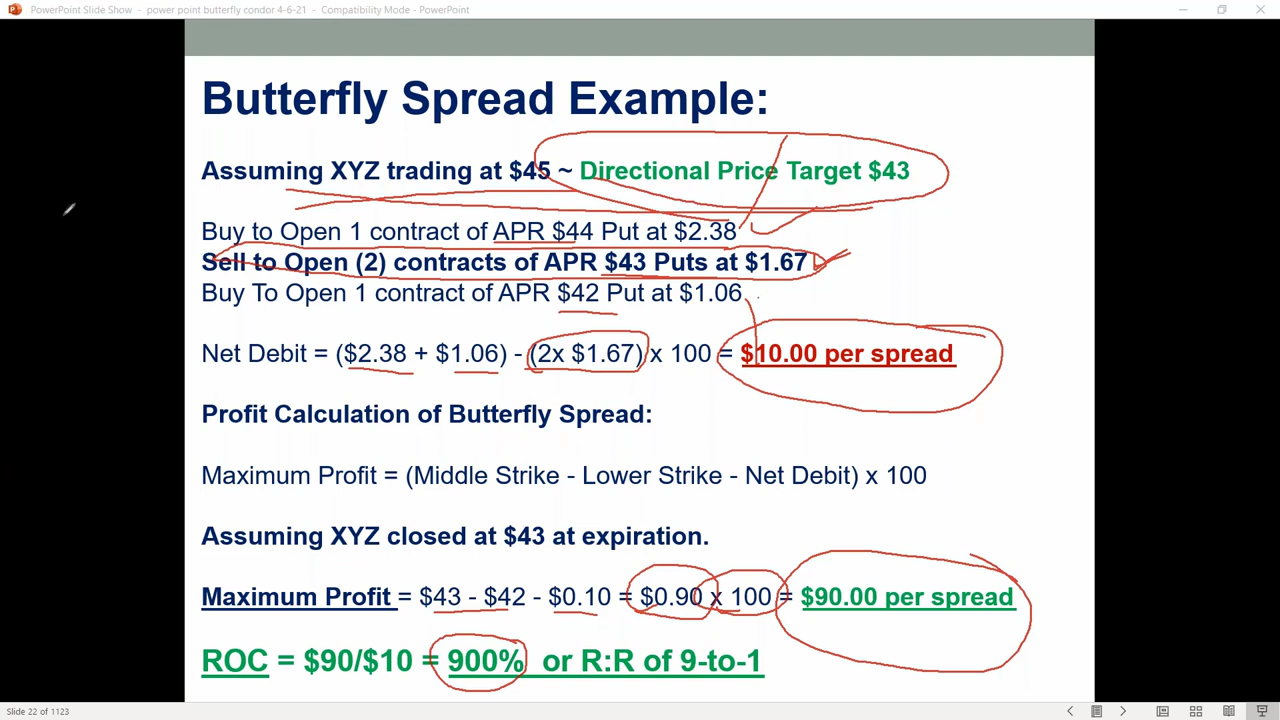 PowerPoint Slide Show - power point butterfly condor 4-6-21 - Compatibility Mode - PowerPoint
Butterfly Spread Example:
Assuming XYZ trading at $45 ~ Directional Price Target $43
Buy to Open 1 contract of APR $44 Put at $2.38
Sell to Open (2) contracts of APR $43 Puts at $1.67
Buy To Open 1 contract of APR $42 Put at $1.06
Net Debit = ($2.38 + $1.06) - (2x $1.67) x 100 = $10.00 per spread
Profit Calculation of Butterfly Spread:
Maximum Profit = (Middle Strike - Lower Strike - Net Debit) x 100
Assuming XYZ closed at $43 at expiration.
Maximum Profit = $43 - $42 - $0.10 = $0.90 x 100 = $90.00 per spread
ROC = $90/$10 = 900% or R:R of 9-to-1
Slide 22 of 1123